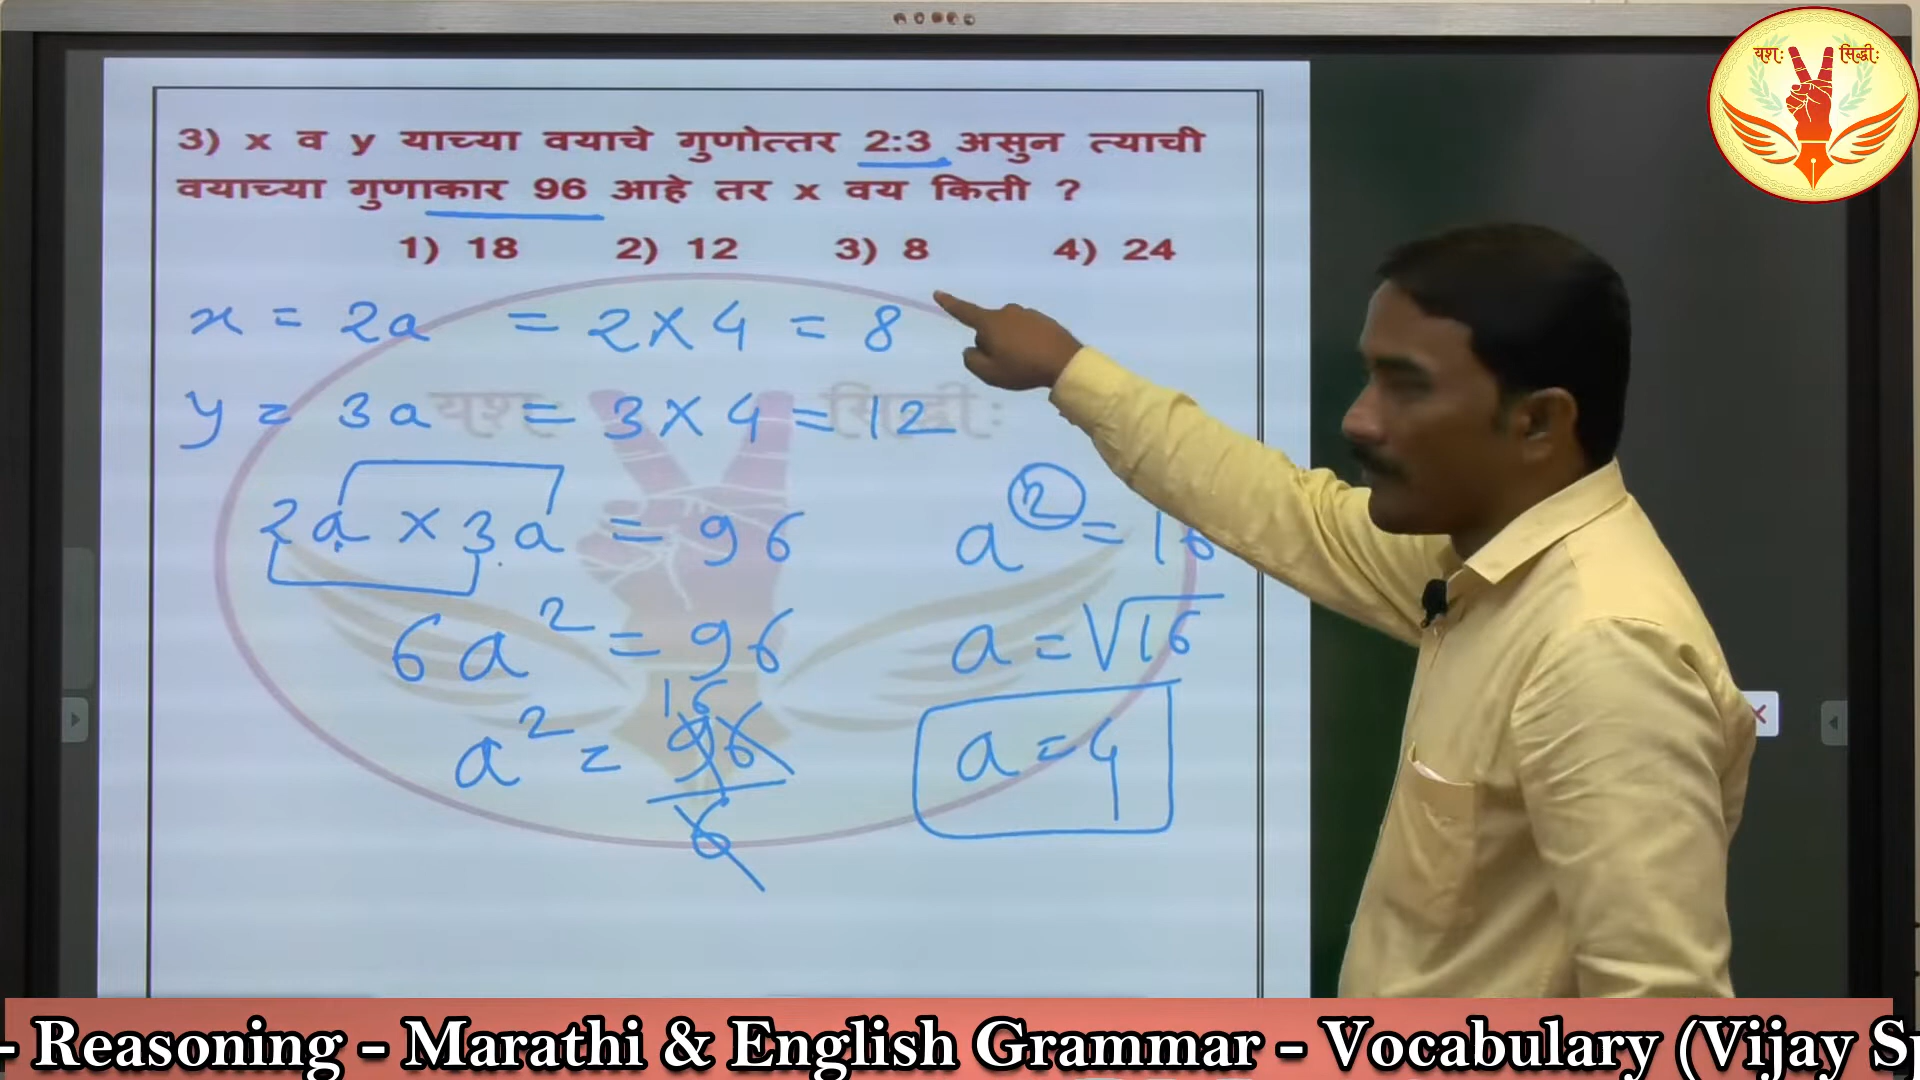 यशः सिद्धीः
3) x व y याच्या वयाचे गुणोत्तर 2:3 असुन त्याची
वयाच्या गुणाकार 96 आहे तर x वय किती ?
1) 18 2) 12 3) 8 4) 24
x = 2a = 2 × 4 = 8
y = 3a = 3 × 4 = 12
यशः सिद्धीः
2a × 3a = 96
6a² = 96
a² = 96/6 16
a² = 16
a = √16
a = 4
- Reasoning - Marathi & English Grammar - Vocabulary (Vijay